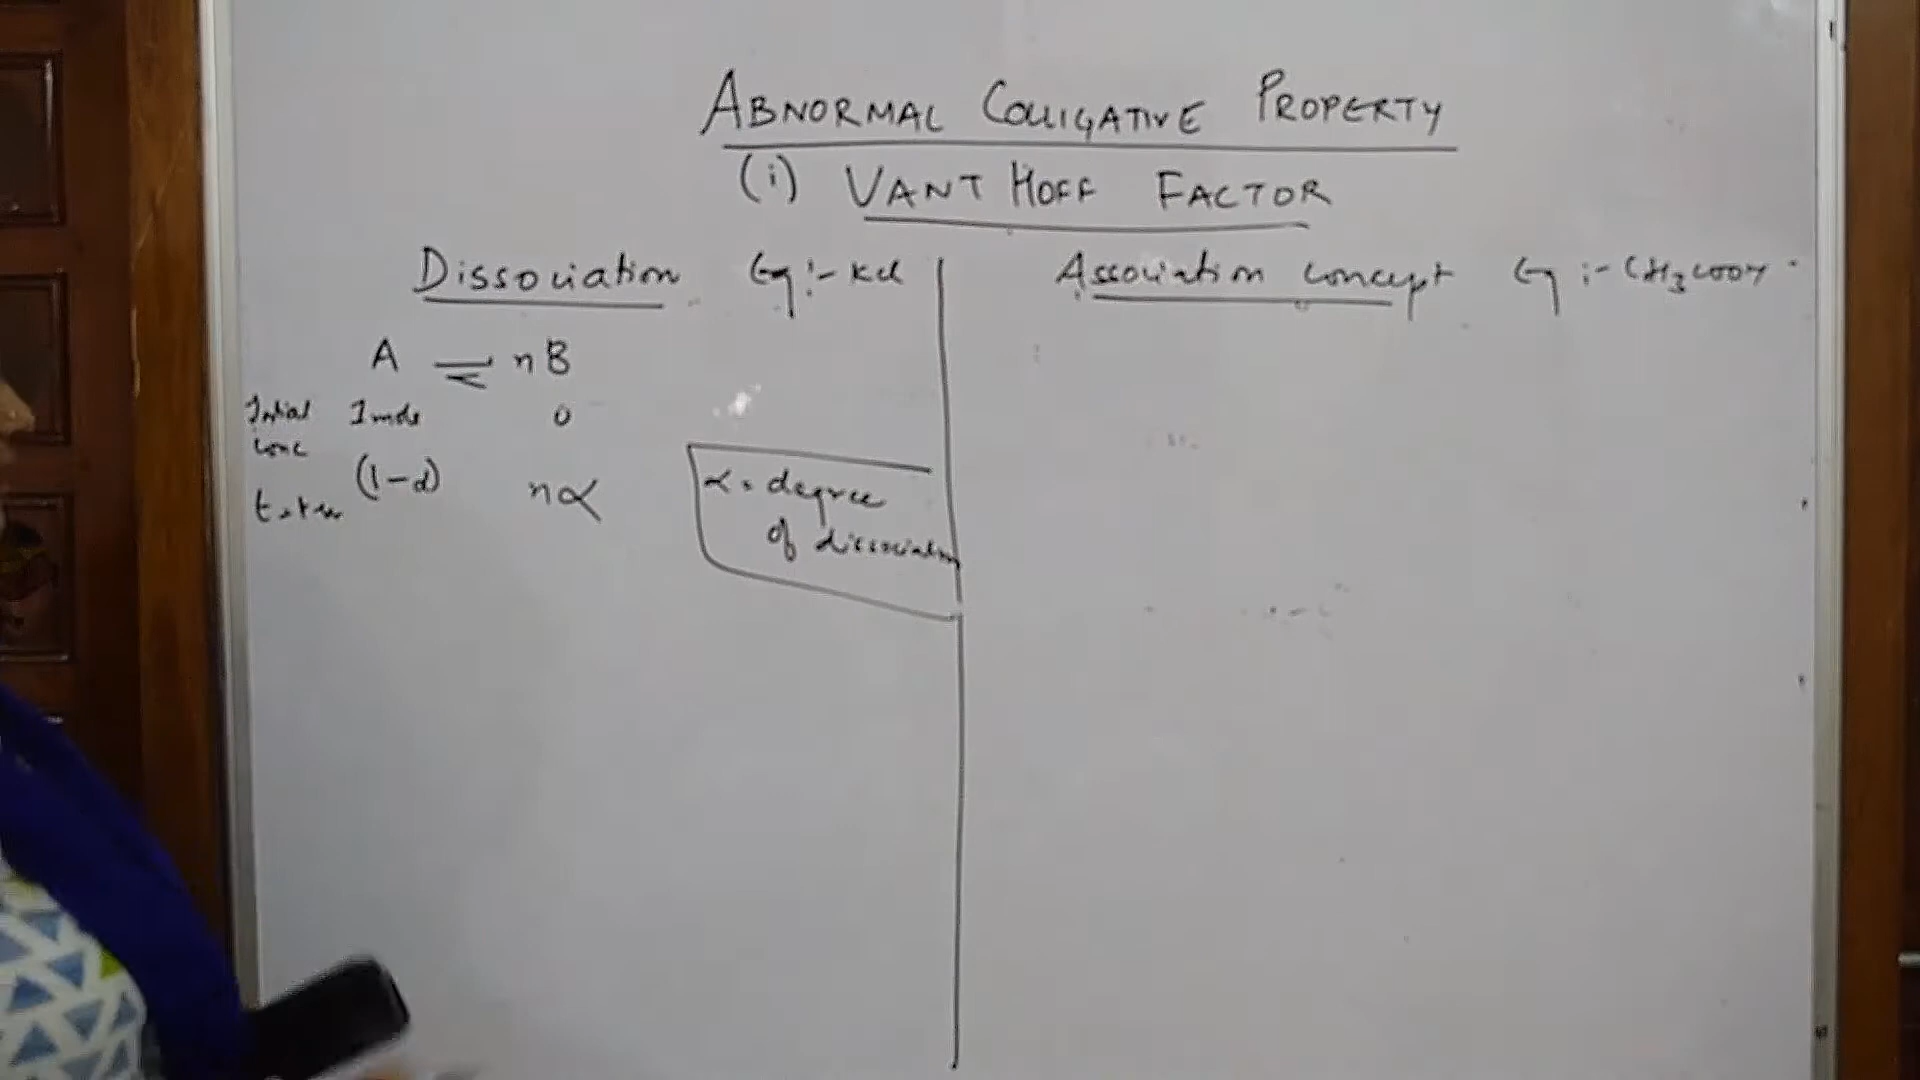 ABNORMAL COLLIGATIVE PROPERTY
(i) VANT HOFF FACTOR
Dissociation Eg :- KCl
A ⇌ nB
Initial 1 mole 0
conc
(1-α) nα
α = degree
of dissociation
Association concept Eg :- CH3COOH